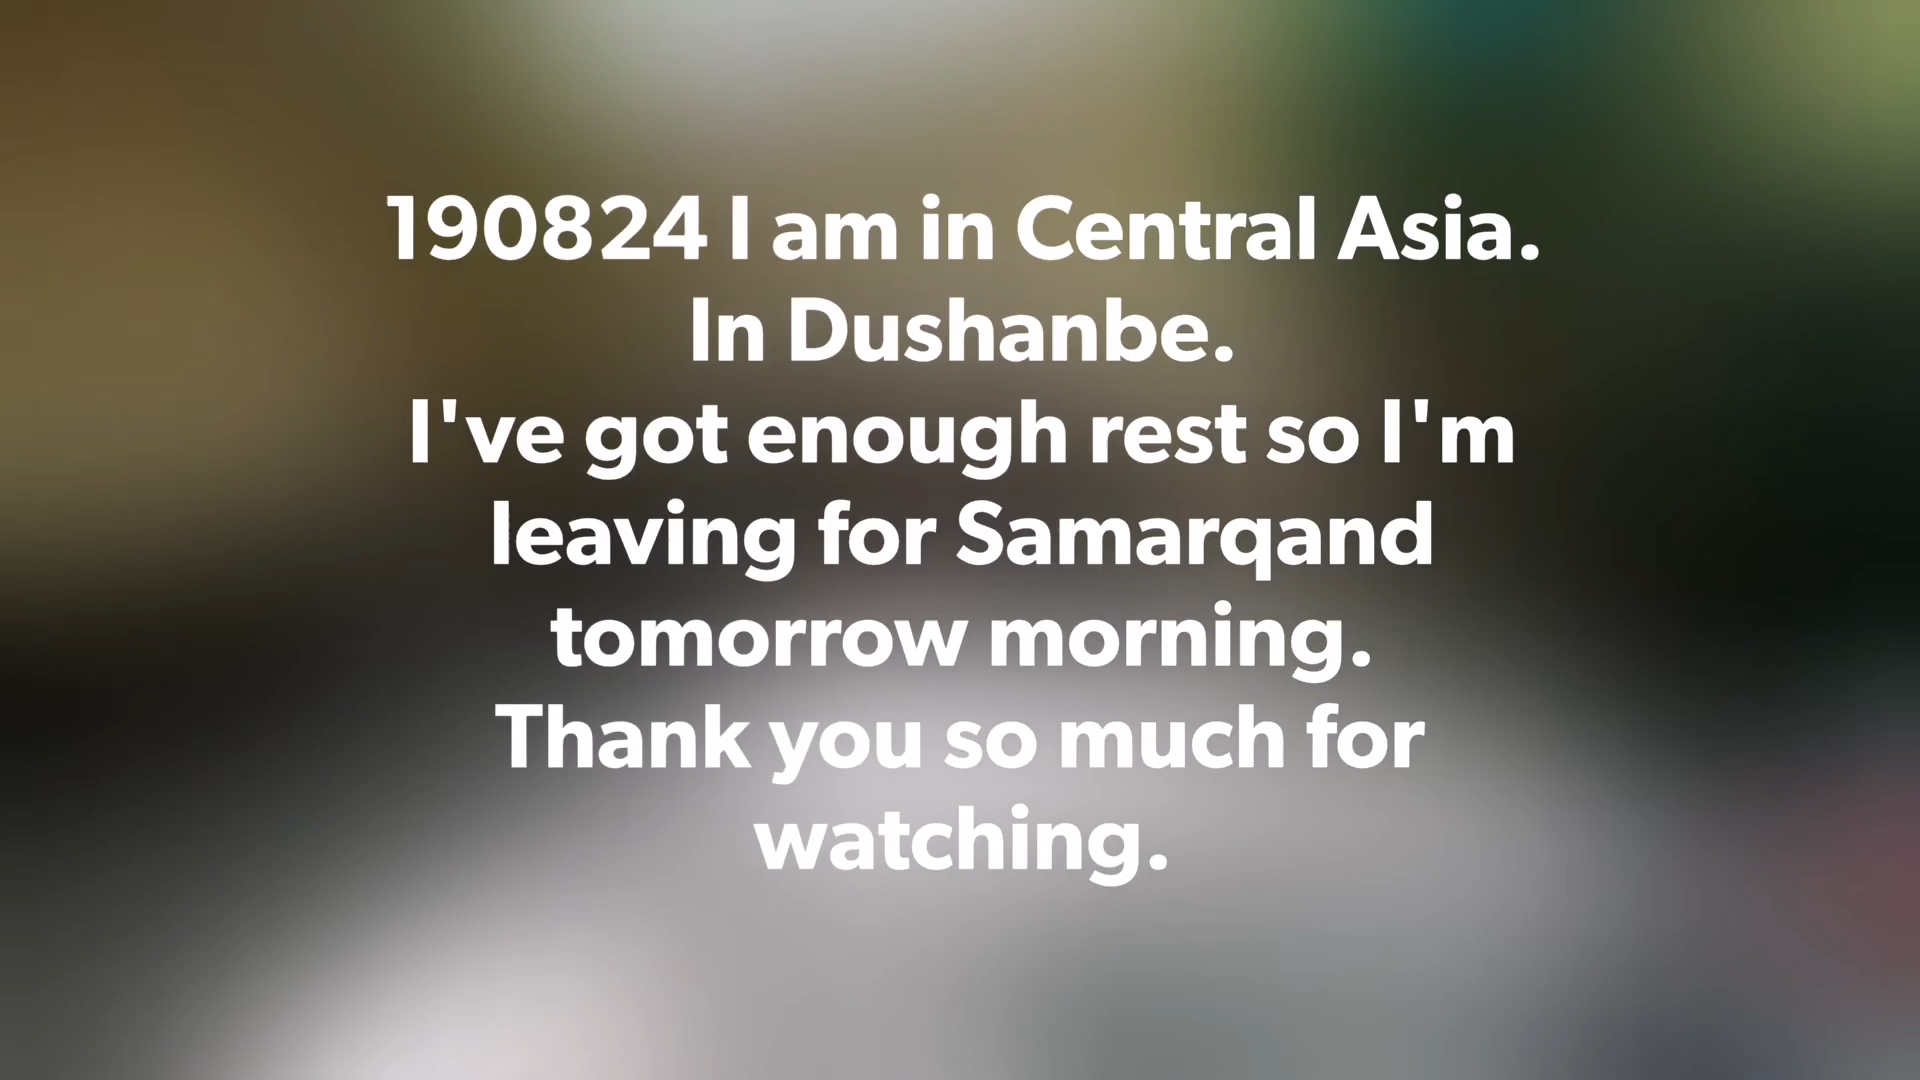 190824 I am in Central Asia.
In Dushanbe.
I've got enough rest so I'm
leaving for Samarqand
tomorrow morning.
Thank you so much for
watching.